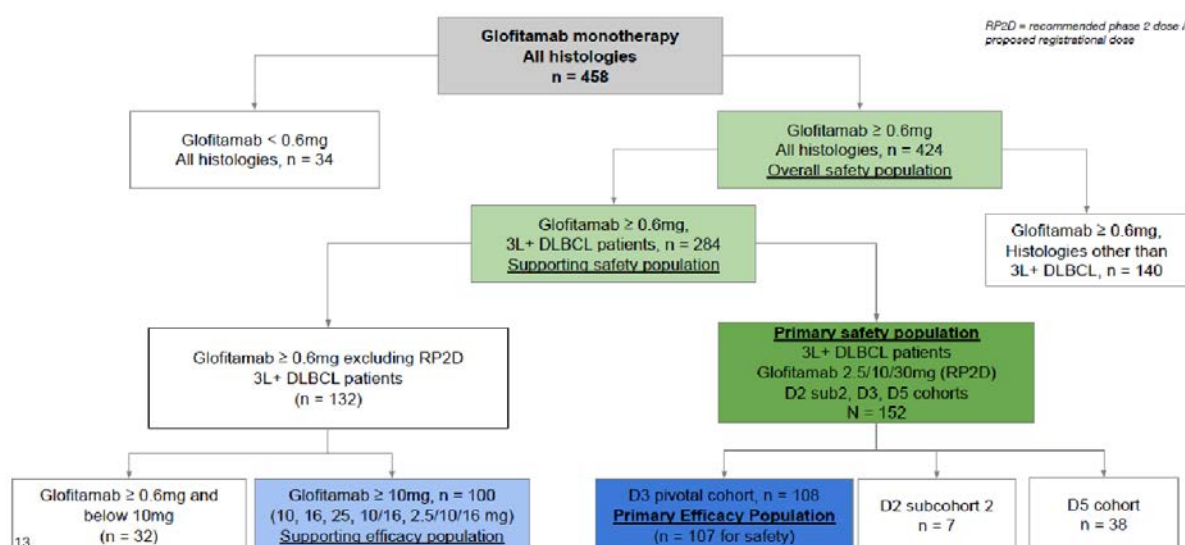 Glofitamab monotherapy
All histologies
n = 458
RP2D = recommended phase 2 dose /
proposed registrational dose
Glofitamab < 0.6mg
All histologies, n = 34
Glofitamab ≥ 0.6mg
All histologies, n = 424
Overall safety population
Glofitamab ≥ 0.6mg,
3L+ DLBCL patients, n = 284
Supporting safety population
Glofitamab ≥ 0.6mg,
Histologies other than
3L+ DLBCL, n = 140
Glofitamab ≥ 0.6mg excluding RP2D
3L+ DLBCL patients
(n = 132)
Primary safety population
3L+ DLBCL patients
Glofitamab 2.5/10/30mg (RP2D)
D2 sub2, D3, D5 cohorts
N = 152
Glofitamab ≥ 0.6mg and
below 10mg
(n = 32)
Glofitamab ≥ 10mg, n = 100
(10, 16, 25, 10/16, 2.5/10/16 mg)
Supporting efficacy population
D3 pivotal cohort, n = 108
Primary Efficacy Population
(n = 107 for safety)
D2 subcohort 2
n = 7
D5 cohort
n = 38
13